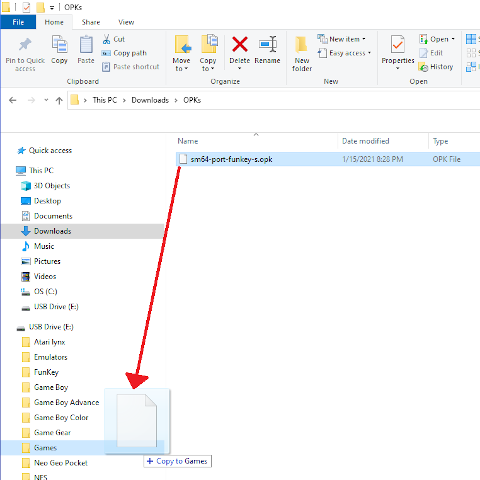 OPKs
File Home Share View
Pin to Quick access
Copy
Paste
Cut
Copy path
Paste shortcut
Clipboard
Move to
Copy to
Delete
Rename
Organize
New folder
New item
Easy access
New
Properties
Open
Edit
History
Open
This PC > Downloads > OPKs
Name Date modified Type
sm64-port-funkey-s.opk 1/15/2021 8:28 PM OPK File
Quick access
This PC
3D Objects
Desktop
Documents
Downloads
Music
Pictures
Videos
OS (C:)
USB Drive (E:)
USB Drive (E:)
Atari lynx
Emulators
FunKey
Game Boy
Game Boy Advance
Game Boy Color
Game Gear
Games
Neo Geo Pocket
NES
+ Copy to Games